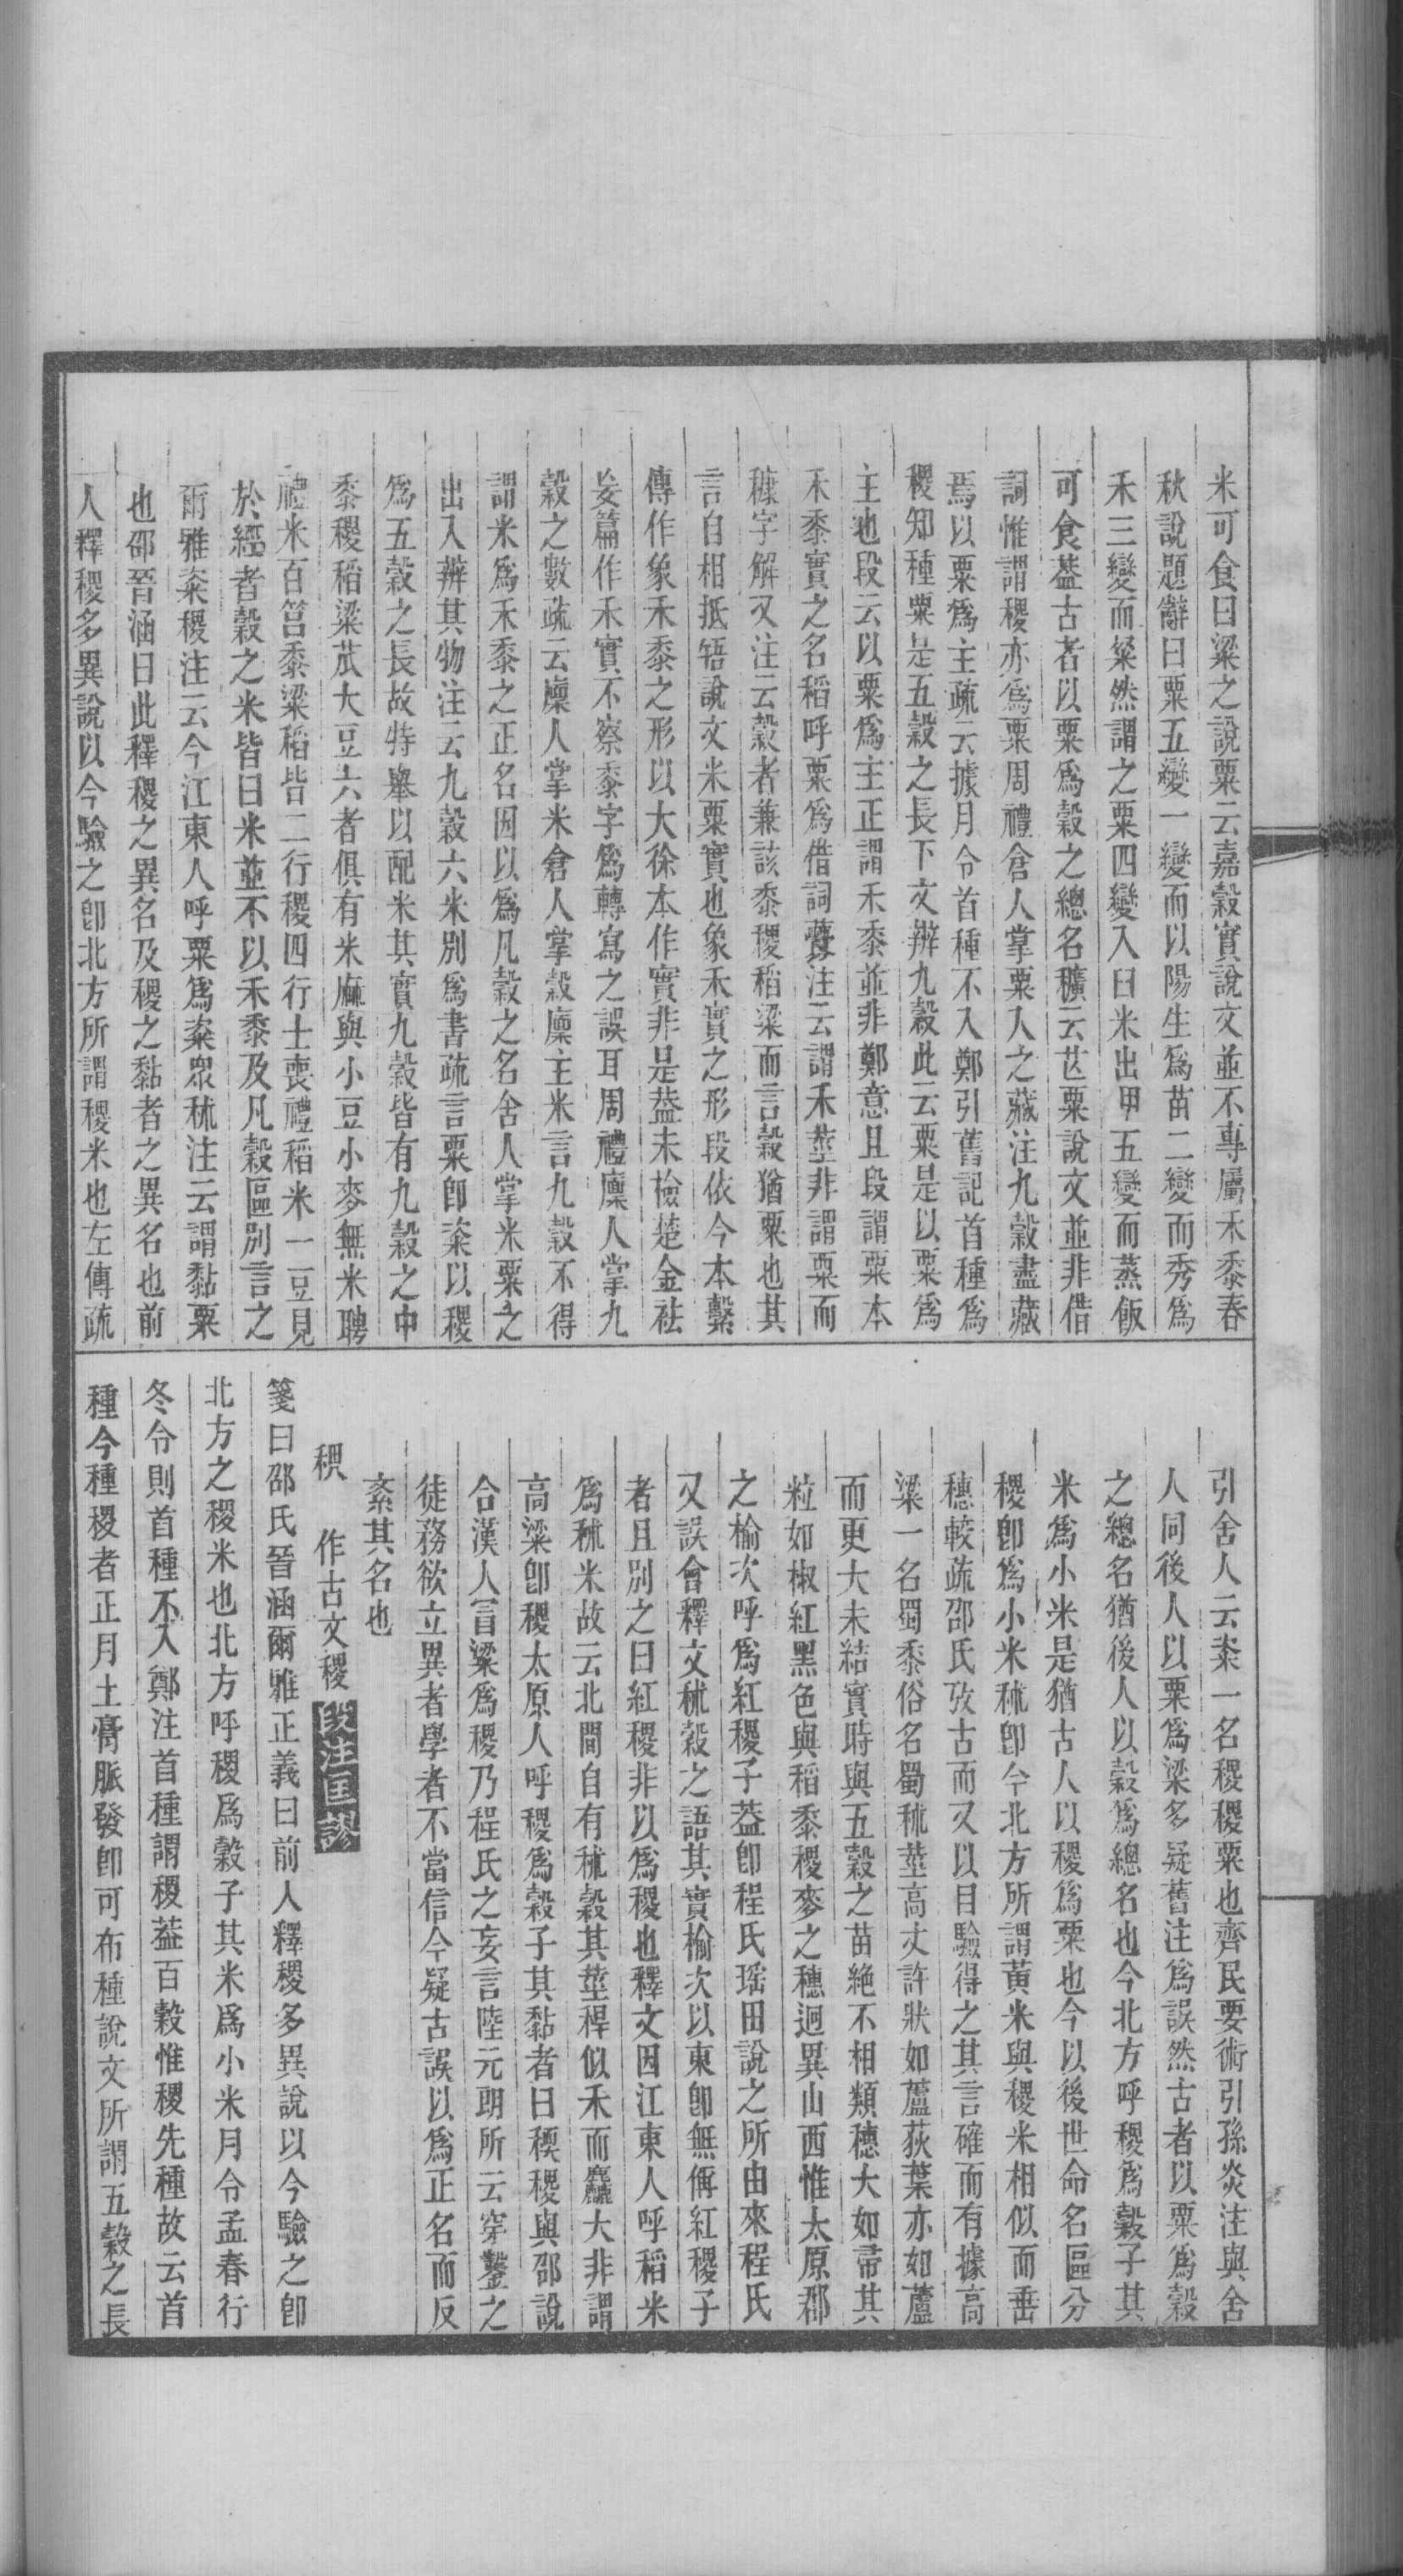 米可食曰粱之說粟云嘉穀實說文並不專屬禾黍春
秋說題辭曰粟五變一變而以陽生爲苗二變而秀爲
禾三變而粲然謂之粟四變入臼米出甲五變而蒸飯
可食葢古者以粟爲穀之總名穬云芑粟說文並非借
詞惟謂稷亦爲粟周禮倉人掌粟入之藏注九穀盡藏
焉以粟爲主疏云據月令首種不入鄭引舊記首種爲
稷知種粟是五穀之長下文辨九穀此云粟是以粟爲
主也段云以粟爲主正謂禾黍並非鄭意且段謂粟本
禾黍實之名稻呼粟爲借詞虋注云謂禾莖非謂粟而
穅字解又注云穀者兼該黍稷稻粱而言穀猶粟也其
言自相抵牾說文米粟實也象禾實之形段依今本繫
傳作象禾黍之形以大徐本作實非是葢未檢楚金袪
妄篇作禾實不察黍字爲轉寫之誤耳周禮廩人掌九
穀之數疏云廩人掌米倉人掌穀廩主米言九穀不得
謂米爲禾黍之正名因以爲凡穀之名舍人掌米粟之
出入辨其物注云九穀六米別爲書疏言粟卽粢以稷
爲五穀之長故特舉以配米其實九穀皆有九穀之中
黍稷稻粱苽大豆六者俱有米麻與小豆小麥無米聘
禮米百筥黍粱稻皆二行稷四行士喪禮稻米一豆見
於經者穀之米皆曰米並不以禾黍及凡穀區別言之
爾雅粢稷注云今江東人呼粟爲粢眾秫注云謂黏粟
也邵晉涵曰此釋稷之異名及稷之黏者之異名也前
人釋稷多異說以今驗之卽北方所謂稷米也左傳疏
引舍人云粢一名稷稷粟也齊民要術引孫炎注與舍
人同後人以粟爲粱多疑舊注爲誤然古者以粟爲穀
之總名猶後人以穀爲總名也今北方呼稷爲穀子其
米爲小米是猶古人以稷爲粟也今以後世命名區分
稷卽爲小米秫卽今北方所謂黃米與稷米相似而垂
穗較疏邵氏攷古而又以目驗得之其言確而有據高
粱一名蜀黍俗名蜀秫莖高丈許狀如蘆荻葉亦如蘆
而更大未結實時與五穀之苗絶不相類穗大如帚其
粒如椒紅黑色與稻黍稷麥之穗迥異山西惟太原郡
之榆次呼爲紅稷子葢卽程氏瑶田說之所由來程氏
又誤會釋文秫穀之語其實榆次以東卽無偁紅稷子
者且別之曰紅稷非以爲稷也釋文因江東人呼稻米
爲秫米故云北間自有秫穀其莖稈似禾而麤大非謂
高粱卽稷太原人呼稷爲穀子其黏者曰稬稷與邵說
合漢人冒粱爲稷乃程氏之妄言陸元朗所云穿鑿之
徒務欲立異者學者不當信今疑古誤以爲正名而反
紊其名也
稉　作古文稷段注匡謬
箋曰邵氏晉涵爾雅正義曰前人釋稷多異說以今驗之卽
北方之稷米也北方呼稷爲穀子其米爲小米月令孟春行
冬令則首種不入鄭注首種謂稷葢百穀惟稷先種故云首
種今種稷者正月土膏脈發卽可布種說文所謂五穀之長